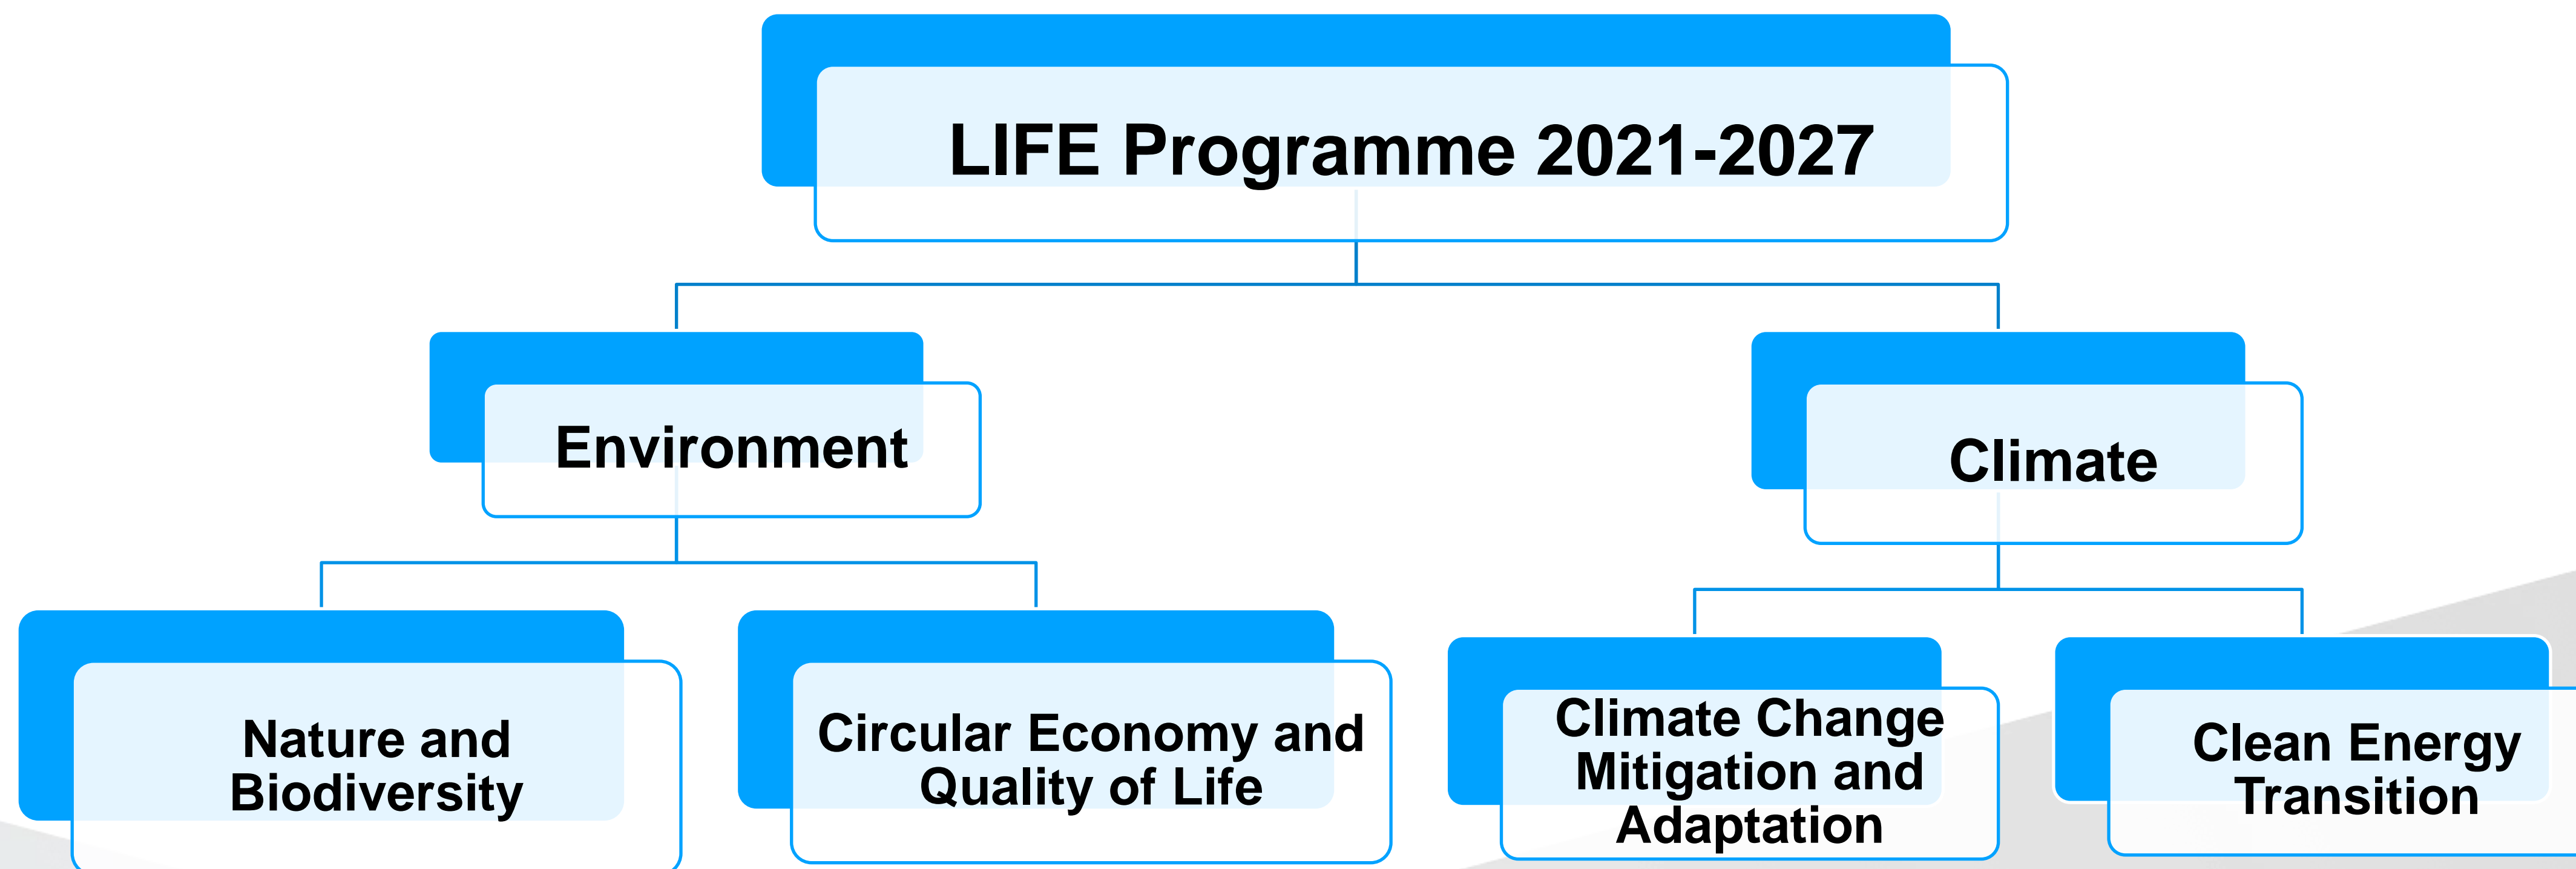 LIFE Programme 2021-2027
Environment
Climate
Nature and
Biodiversity
Circular Economy and
Quality of Life
Climate Change
Mitigation and
Adaptation
Clean Energy
Transition